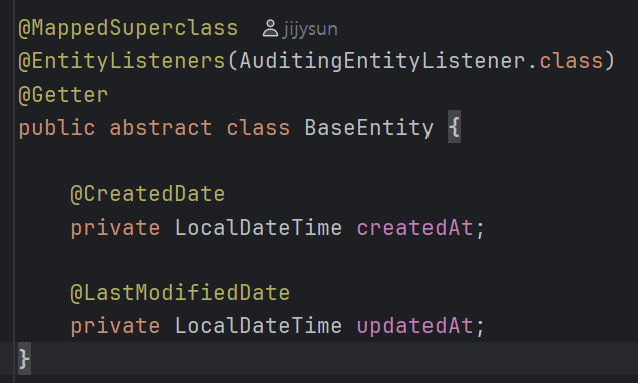 @MappedSuperclass jijysun
@EntityListeners(AuditingEntityListener.class)
@Getter
public abstract class BaseEntity {
@CreatedDate
private LocalDateTime createdAt;
@LastModifiedDate
private LocalDateTime updatedAt;
}